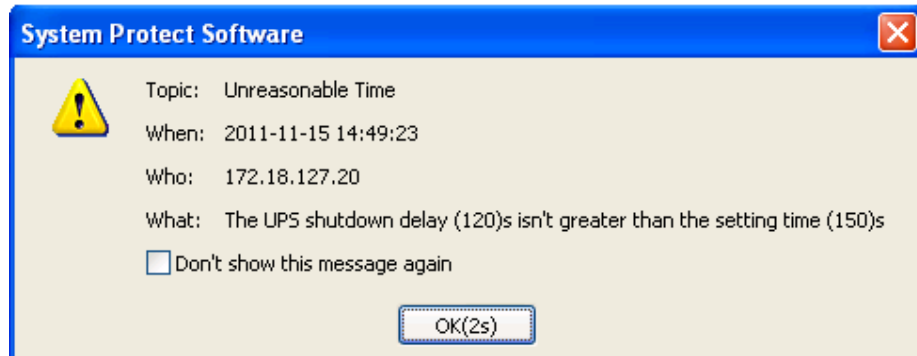 System Protect Software
Topic: Unreasonable Time
When: 2011-11-15 14:49:23
Who: 172.18.127.20
What: The UPS shutdown delay (120)s isn't greater than the setting time (150)s
Don't show this message again
OK(2s)